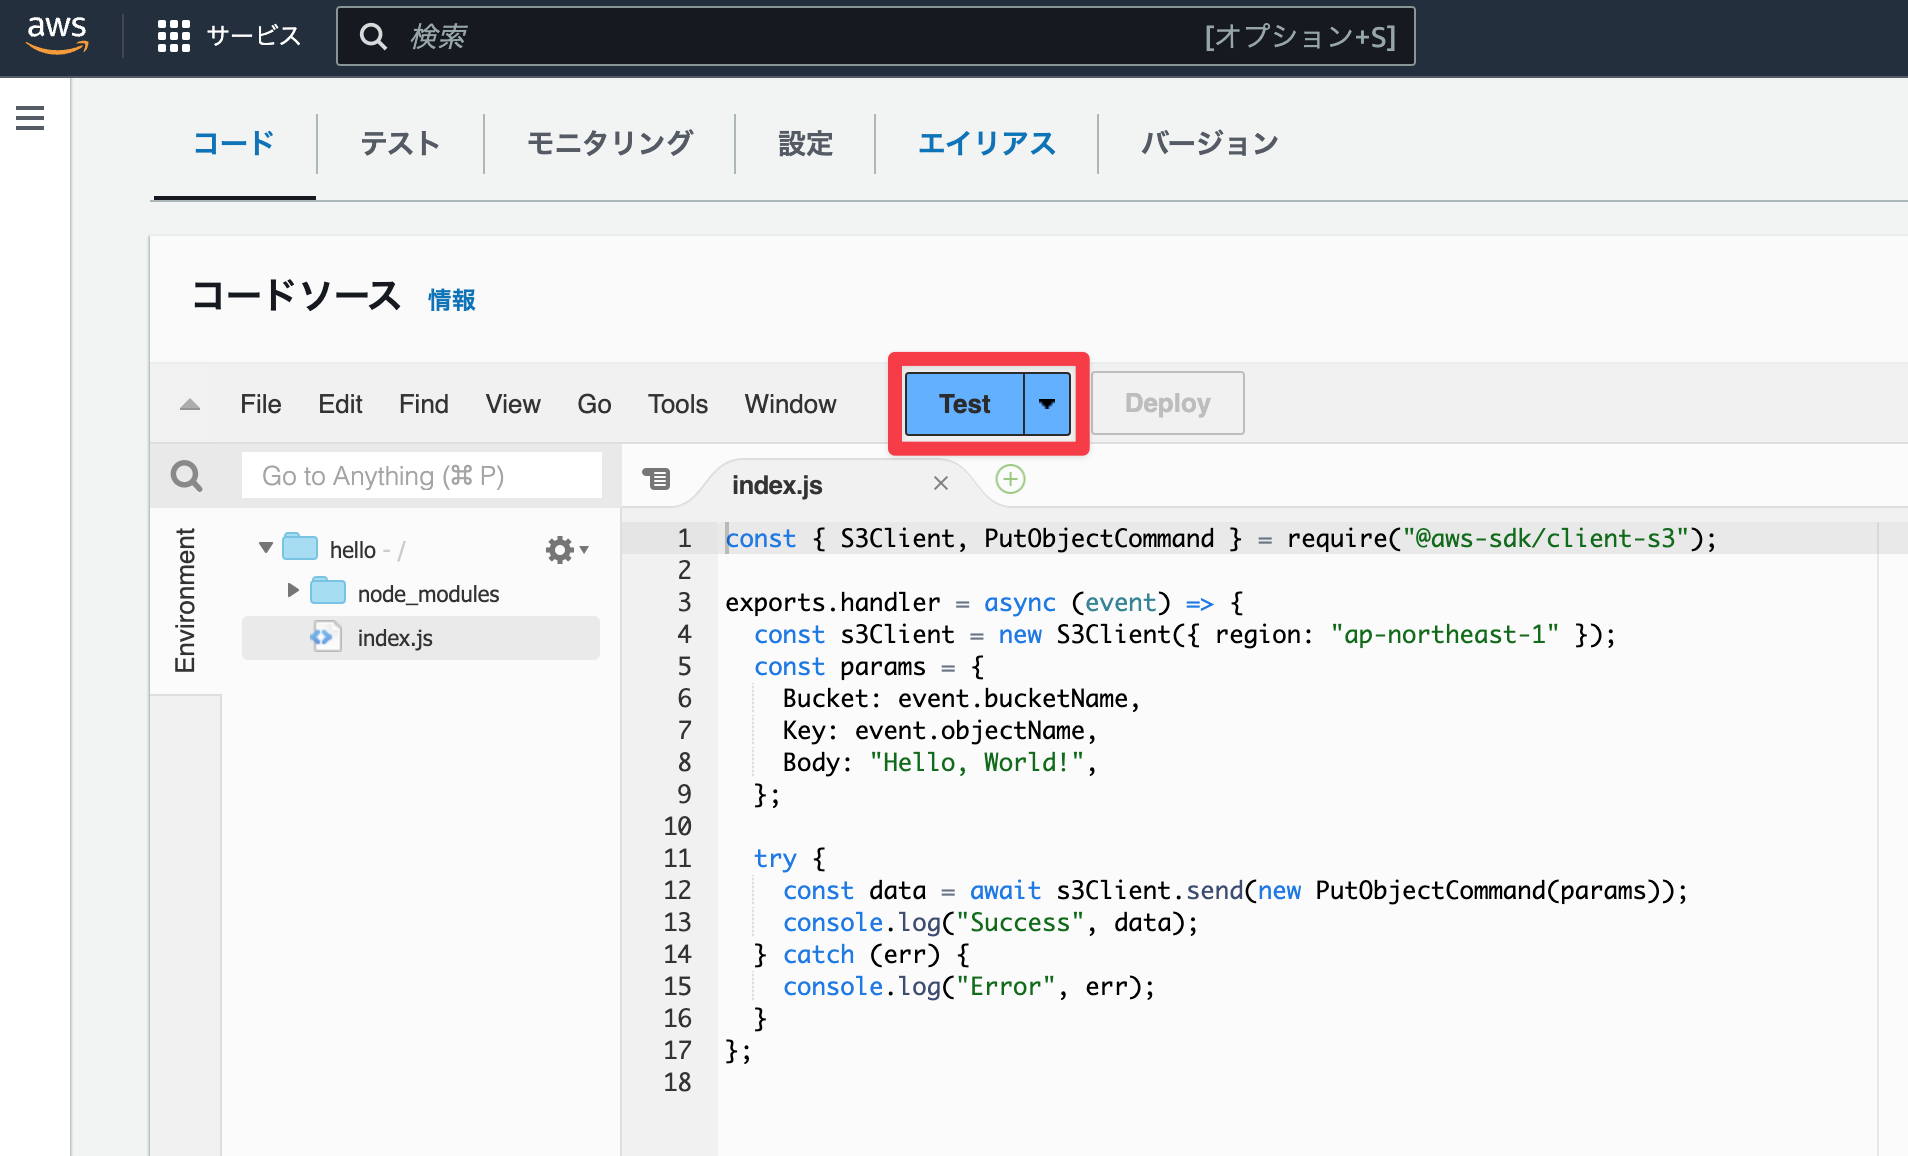 aws サービス 検索 [オプション+S]
コード テスト モニタリング 設定 エイリアス バージョン
コードソース 情報
File Edit Find View Go Tools Window Test Deploy
Go to Anything (⌘ P) index.js
Environment
hello - /
node_modules
index.js
1 const { S3Client, PutObjectCommand } = require("@aws-sdk/client-s3");
2
3 exports.handler = async (event) => {
4   const s3Client = new S3Client({ region: "ap-northeast-1" });
5   const params = {
6     Bucket: event.bucketName,
7     Key: event.objectName,
8     Body: "Hello, World!",
9   };
10
11   try {
12     const data = await s3Client.send(new PutObjectCommand(params));
13     console.log("Success", data);
14   } catch (err) {
15     console.log("Error", err);
16   }
17 };
18